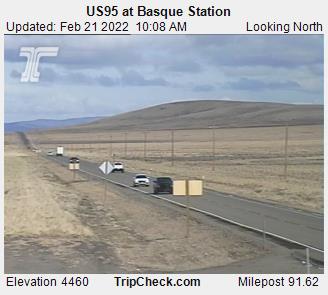 US95 at Basque Station
Updated: Feb 21 2022 10:08 AM Looking North
Elevation 4460 TripCheck.com Milepost 91.62